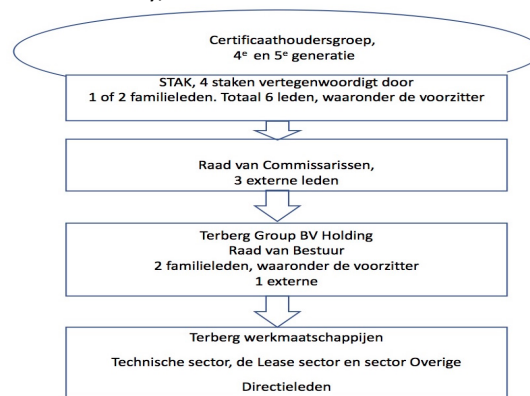 Certificaathoudersgroep,
4e en 5e generatie
STAK, 4 staken vertegenwoordigt door
1 of 2 familieleden. Totaal 6 leden, waaronder de voorzitter
Raad van Commissarissen,
3 externe leden
Terberg Group BV Holding
Raad van Bestuur
2 familieleden, waaronder de voorzitter
1 externe
Terberg werkmaatschappijen
Technische sector, de Lease sector en sector Overige
Directieleden